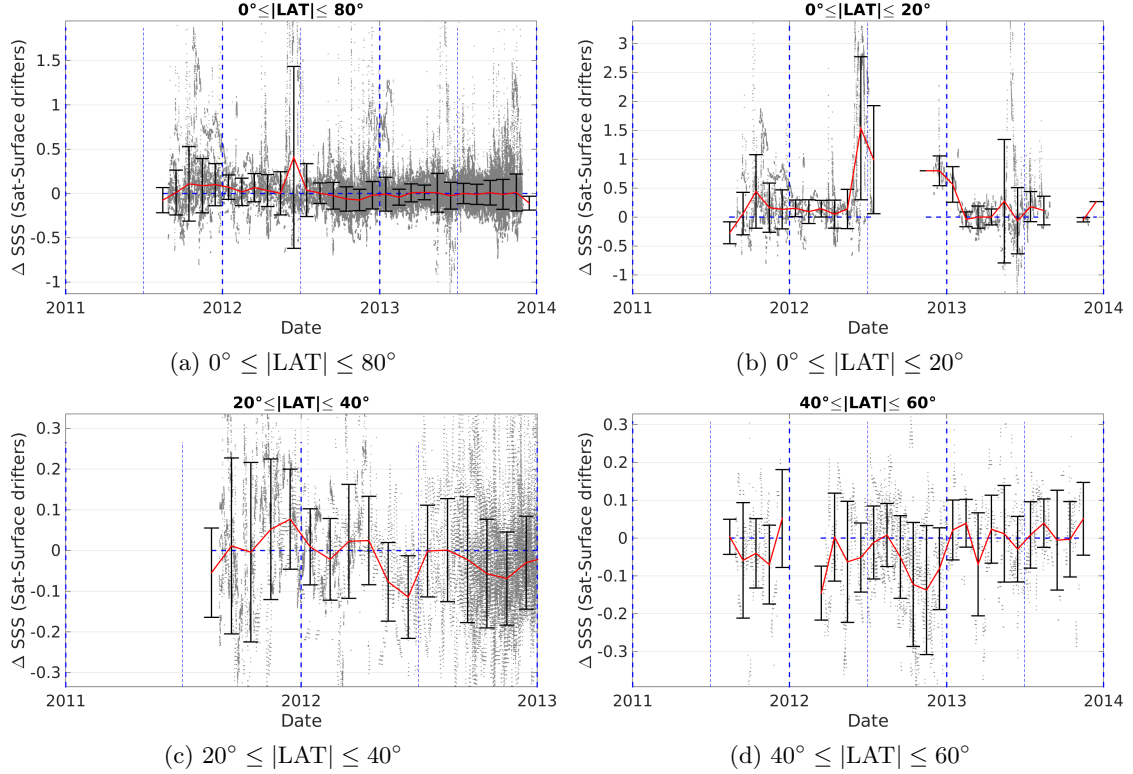 0°≤|LAT|≤ 80°
Δ SSS (Sat-Surface drifters)
1.5
1
0.5
0
-0.5
-1
2011
2012
2013
2014
Date
(a) 0° ≤ |LAT| ≤ 80°
0°≤|LAT|≤ 20°
Δ SSS (Sat-Surface drifters)
3
2.5
2
1.5
1
0.5
0
-0.5
-1
2011
2012
2013
2014
Date
(b) 0° ≤ |LAT| ≤ 20°
20°≤|LAT|≤ 40°
Δ SSS (Sat-Surface drifters)
0.3
0.2
0.1
0
-0.1
-0.2
-0.3
2011
2012
2013
Date
(c) 20° ≤ |LAT| ≤ 40°
40°≤|LAT|≤ 60°
Δ SSS (Sat-Surface drifters)
0.3
0.2
0.1
0
-0.1
-0.2
-0.3
2011
2012
2013
2014
Date
(d) 40° ≤ |LAT| ≤ 60°